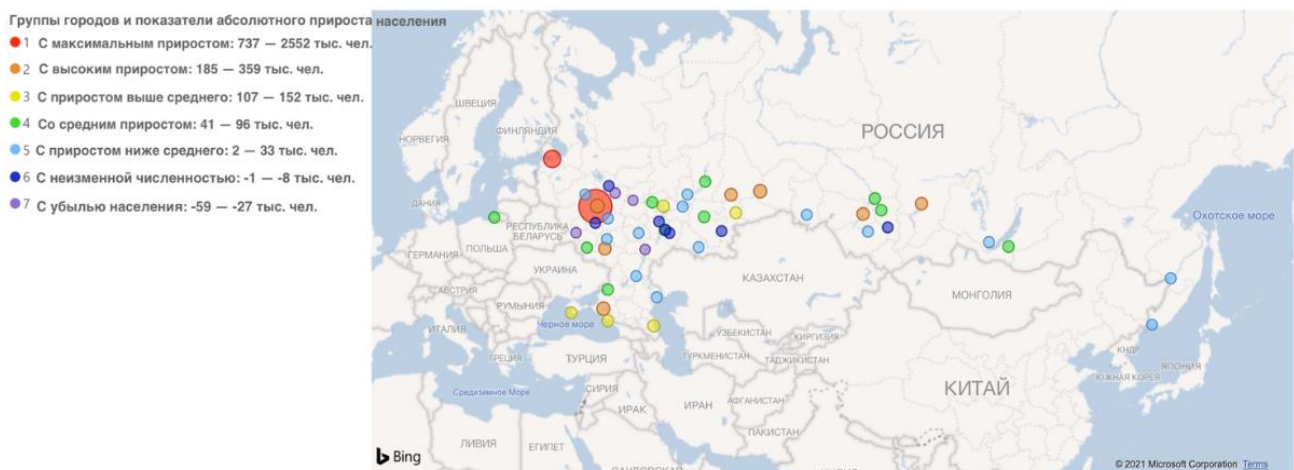 Группы городов и показатели абсолютного прироста населения
1 С максимальным приростом: 737 — 2552 тыс. чел.
2 С высоким приростом: 185 — 359 тыс. чел.
3 С приростом выше среднего: 107 — 152 тыс. чел.
4 Со средним приростом: 41 — 96 тыс. чел.
5 С приростом ниже среднего: 2 — 33 тыс. чел.
6 С неизменной численностью: -1 — -8 тыс. чел.
7 С убылью населения: -59 — -27 тыс. чел.
ШВЕЦИЯ
ФИНЛЯНДИЯ
НОРВЕГИЯ
РОССИЯ
ДАНИЯ
Охотское море
РЕСПУБЛИКА
БЕЛАРУСЬ
ПОЛЬША
ГЕРМАНИЯ
УКРАИНА
КАЗАХСТАН
АВСТРИЯ
МОНГОЛИЯ
РУМЫНИЯ
ИТАЛИЯ
Черное море
УЗБЕКИСТАН
КИРГИЗИЯ
ГРЕЦИЯ
ТУРЦИЯ
ТУРКМЕНИСТАН
ТАДЖИКИСТАН
КНДР
ЯПОНИЯ
ЮЖНАЯ КОРЕЯ
Средиземное Море
СИРИЯ
КИТАЙ
ИРАК
ИРАН
АФГАНИСТАН
ПАКИСТАН
ЛИВИЯ
ЕГИПЕТ
Bing
© 2021 Microsoft Corporation Terms